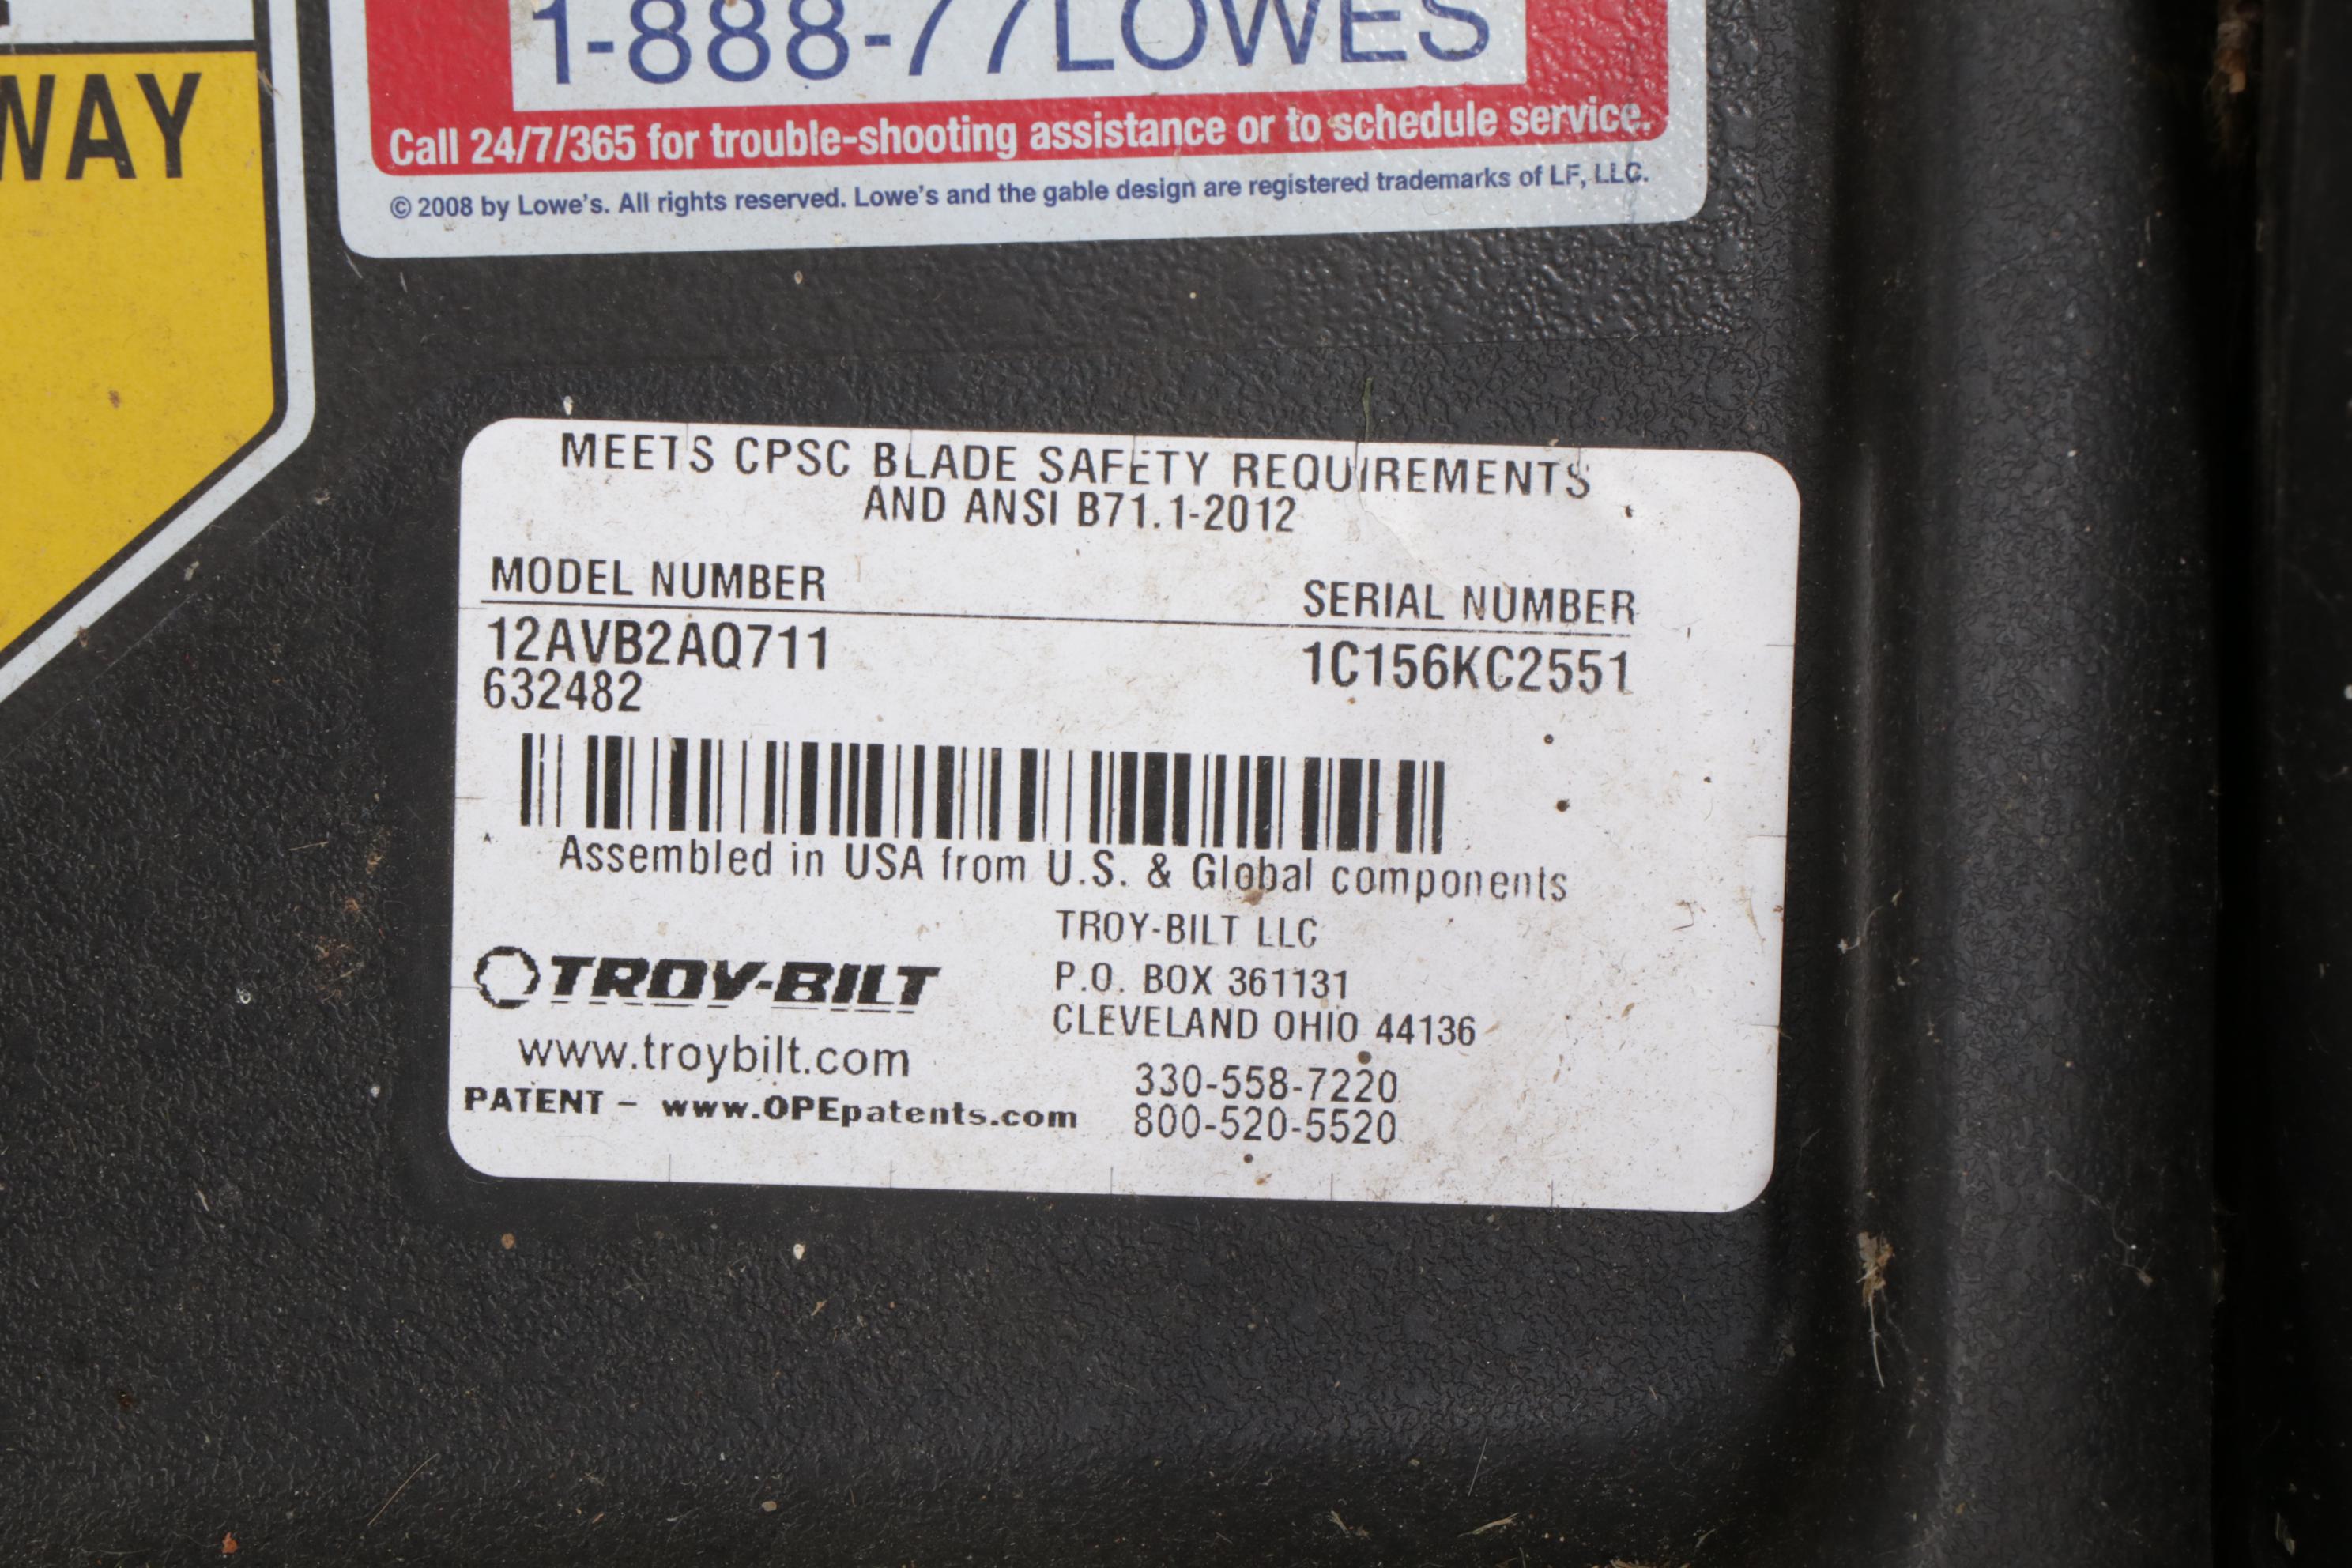 WAY
1-888-77LOWES
Call 24/7/365 for trouble-shooting assistance or to schedule service.
© 2008 by Lowe's. All rights reserved. Lowe's and the gable design are registered trademarks of LF, LLC.
MEETS CPSC BLADE SAFETY REQUIREMENTS
AND ANSI B71.1-2012
MODEL NUMBER SERIAL NUMBER
12AVB2AQ711 1C156KC2551
632482
Assembled in USA from U.S. & Global components
TROY-BILT
www.troybilt.com
PATENT - www.OPEpatents.com
TROY-BILT LLC
P.O. BOX 361131
CLEVELAND OHIO 44136
330-558-7220
800-520-5520